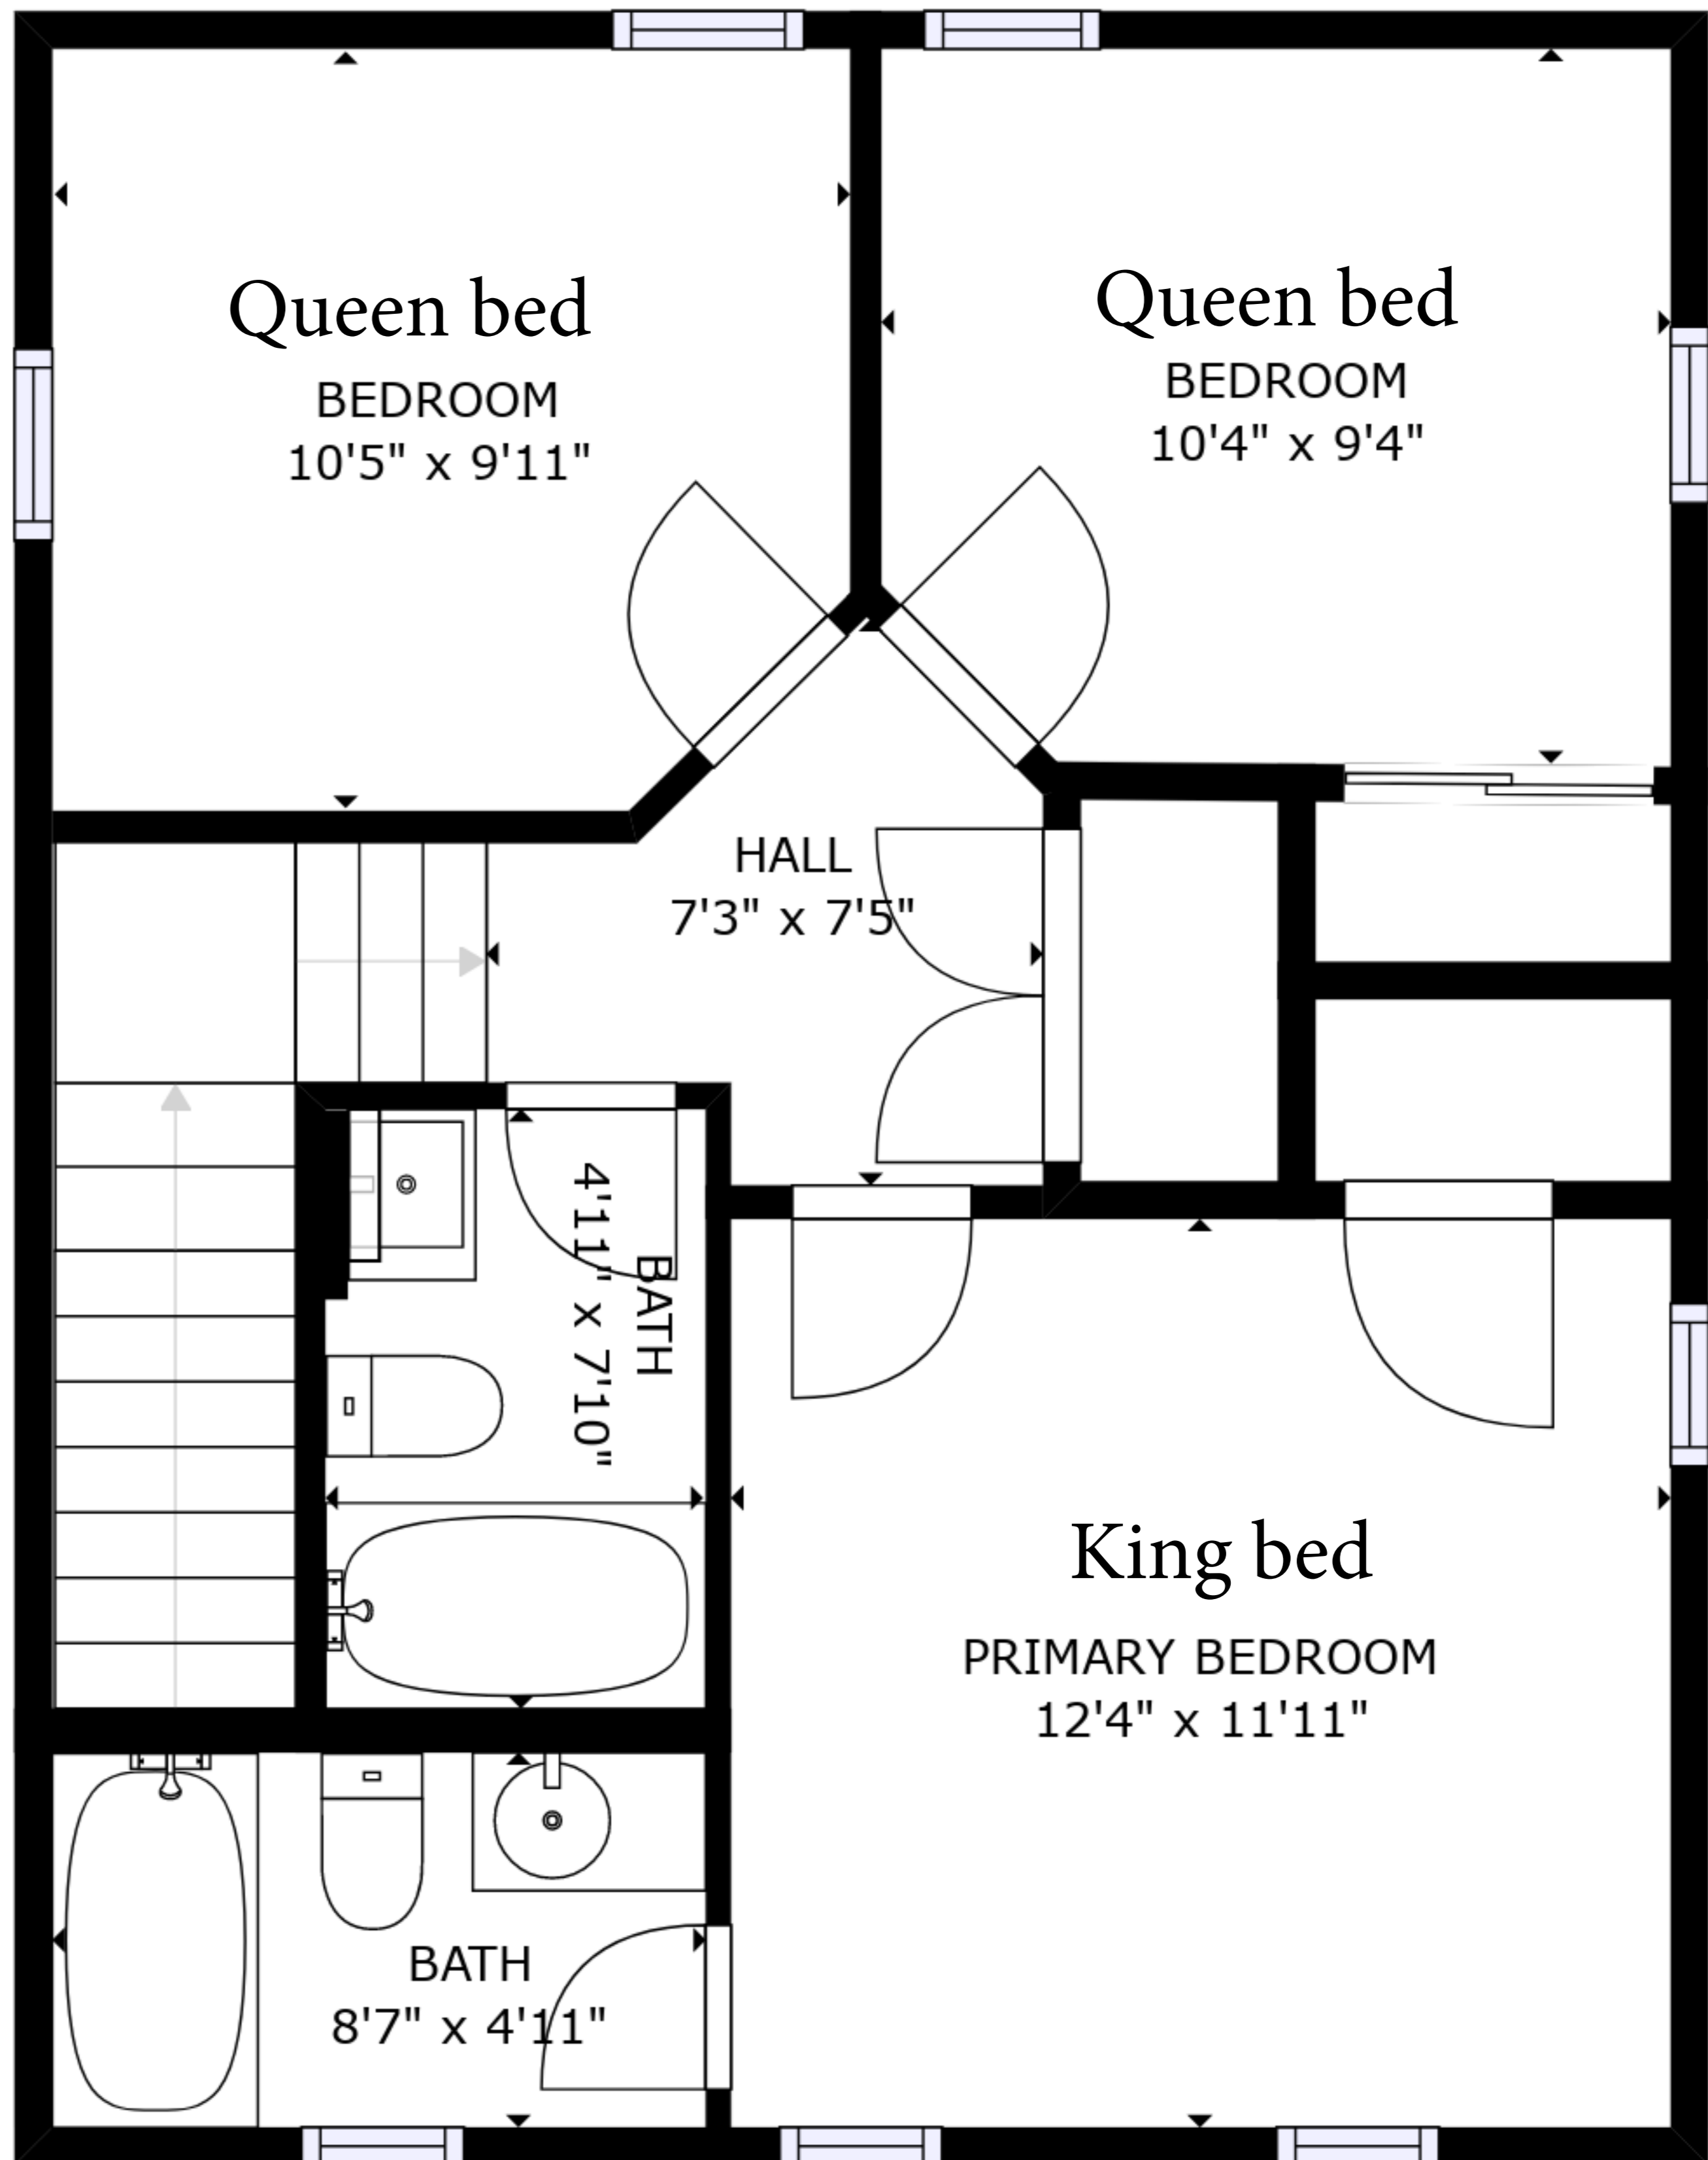 Queen bed
BEDROOM
10'5" x 9'11"
Queen bed
BEDROOM
10'4" x 9'4"
HALL
7'3" x 7'5"
BATH
4'11" x 7'10"
King bed
PRIMARY BEDROOM
12'4" x 11'11"
BATH
8'7" x 4'11"